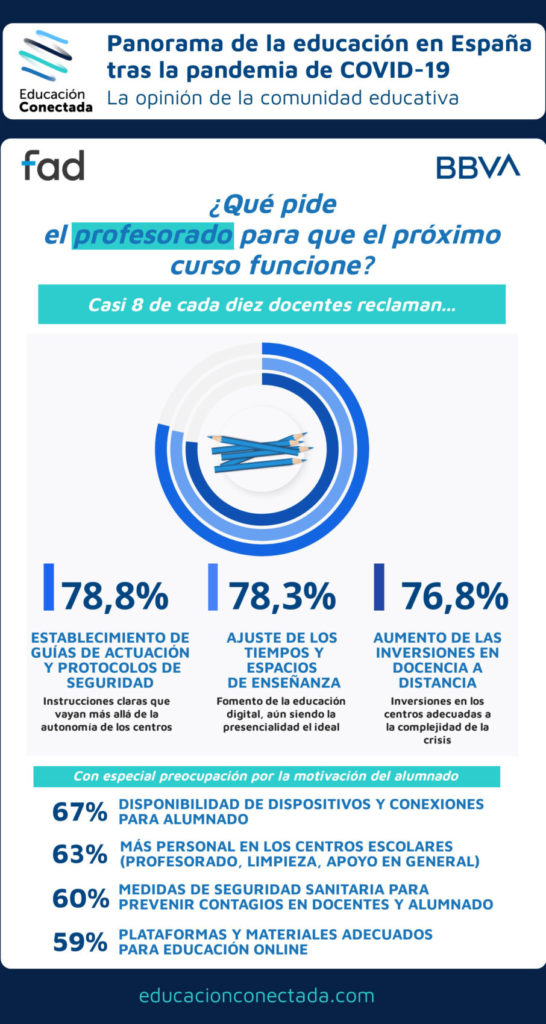 Panorama de la educación en España
tras la pandemia de COVID-19
La opinión de la comunidad educativa
Educación
Conectada
fad
BBVA
¿Qué pide
el profesorado para que el próximo
curso funcione?
Casi 8 de cada diez docentes reclaman...
78,8%
ESTABLECIMIENTO DE
GUÍAS DE ACTUACIÓN
Y PROTOCOLOS DE
SEGURIDAD
Instrucciones claras que
vayan más allá de la
autonomía de los centros
78,3%
AJUSTE DE LOS
TIEMPOS Y
ESPACIOS
DE ENSEÑANZA
Fomento de la educación
digital, aún siendo la
presencialidad el ideal
76,8%
AUMENTO DE LAS
INVERSIONES EN
DOCENCIA A
DISTANCIA
Inversiones en los
centros adecuadas a
la complejidad de la
crisis
Con especial preocupación por la motivación del alumnado
67% DISPONIBILIDAD DE DISPOSITIVOS Y CONEXIONES
PARA ALUMNADO
63% MÁS PERSONAL EN LOS CENTROS ESCOLARES
(PROFESORADO, LIMPIEZA, APOYO EN GENERAL)
60% MEDIDAS DE SEGURIDAD SANITARIA PARA
PREVENIR CONTAGIOS EN DOCENTES Y ALUMNADO
59% PLATAFORMAS Y MATERIALES ADECUADOS
PARA EDUCACIÓN ONLINE
educacionconectada.com